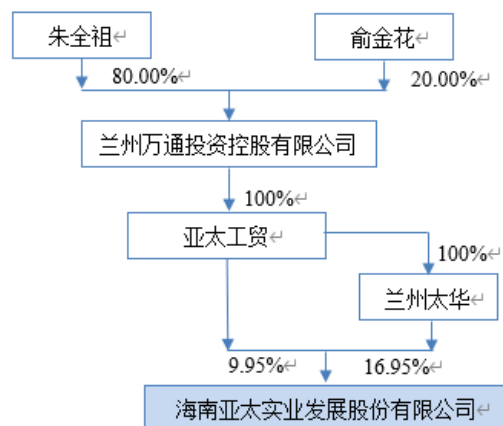 朱全祖↵
俞金花↵
80.00%↵
20.00%↵
兰州万通投资控股有限公司↵
100%↵
亚太工贸↵
100%↵
兰州太华↵
9.95%↵
16.95%↵
海南亚太实业发展股份有限公司↵